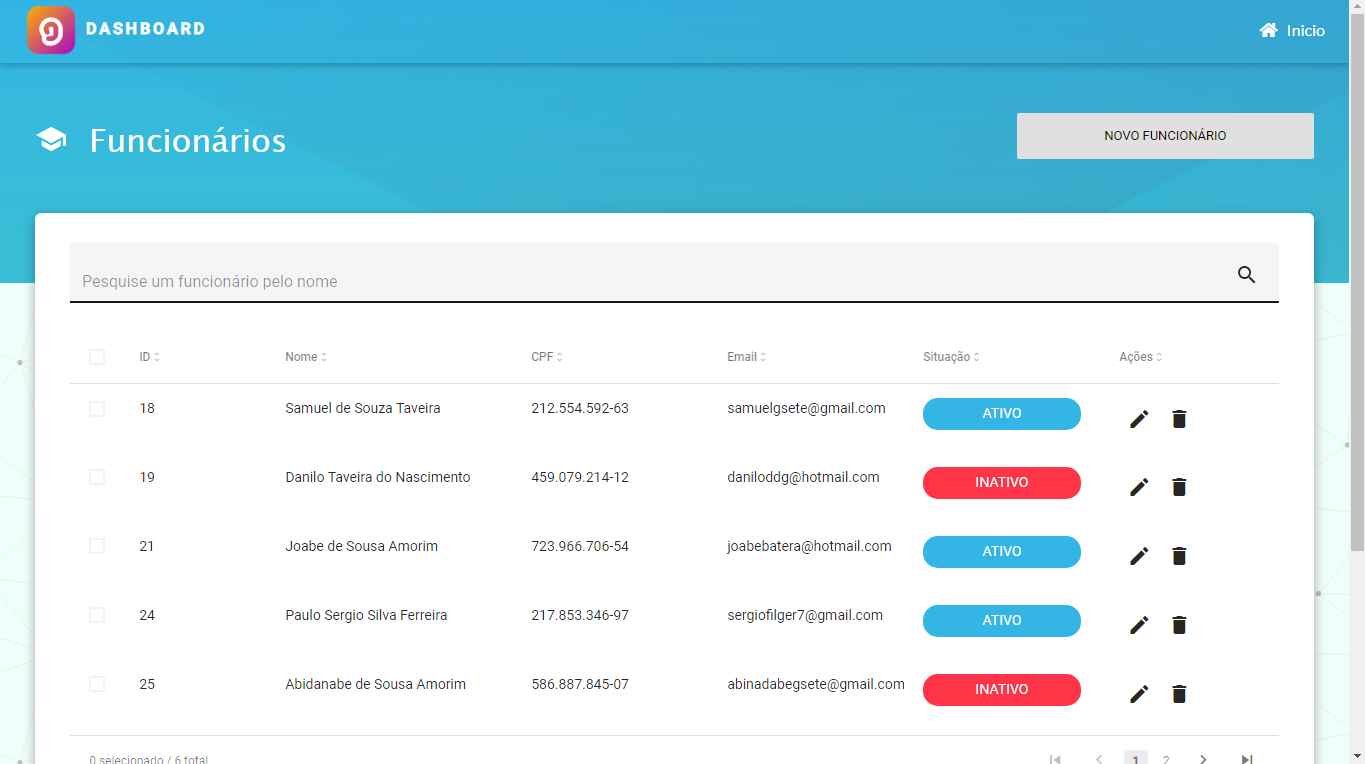 DASHBOARD
Inicio
Funcionários
NOVO FUNCIONÁRIO
Pesquise um funcionário pelo nome
ID Nome CPF Email Situação Ações
18 Samuel de Souza Taveira 212.554.592-63 samuelgsete@gmail.com ATIVO
19 Danilo Taveira do Nascimento 459.079.214-12 daniloddg@hotmail.com INATIVO
21 Joabe de Sousa Amorim 723.966.706-54 joabebatera@hotmail.com ATIVO
24 Paulo Sergio Silva Ferreira 217.853.346-97 sergiofilger7@gmail.com ATIVO
25 Abidanabe de Sousa Amorim 586.887.845-07 abinadabegsete@gmail.com INATIVO
0 selecionado / 6 total 1 2